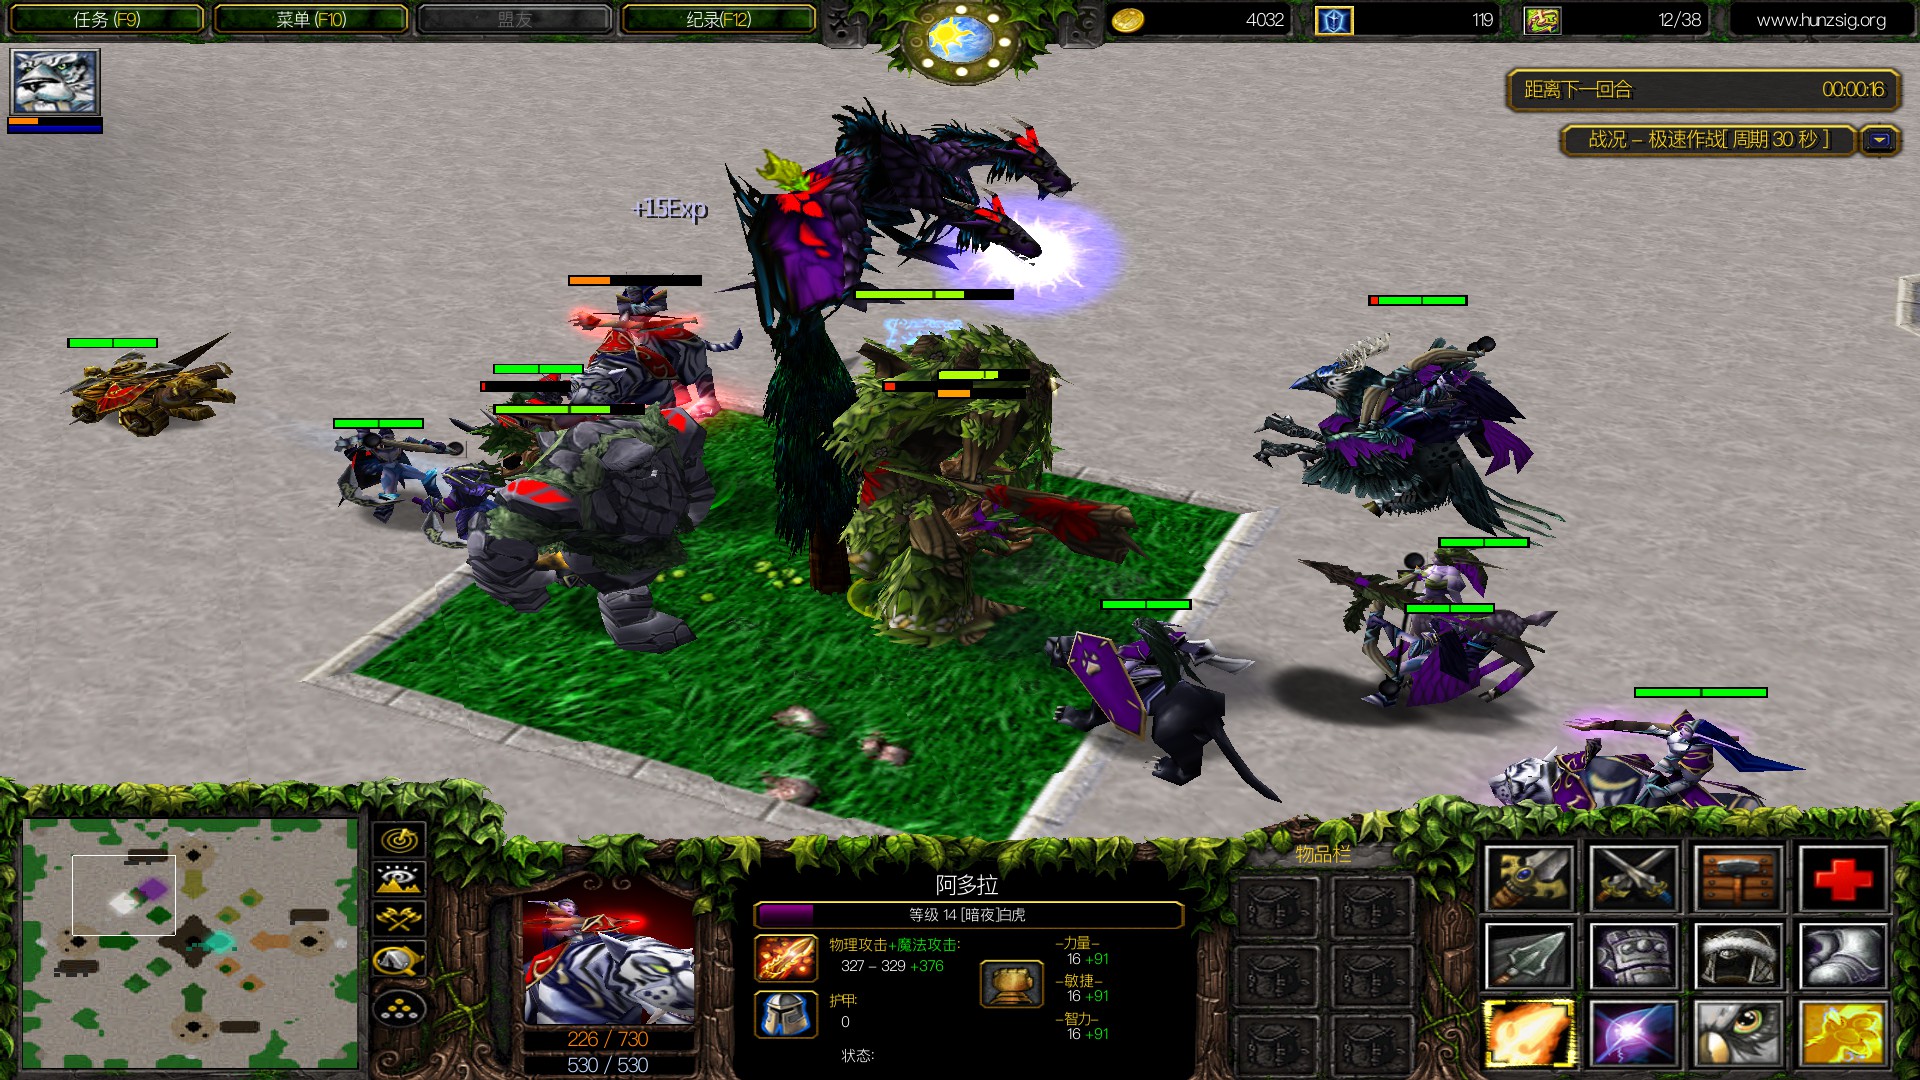 任务 (F9)
菜单 (F10)
盟友
纪录(F12)
4032
119
12/38
www.hunzsig.org
距离下一回合 00:00:16
战况 – 极速作战[ 周期 30 秒 ]
+15Exp
阿多拉
等级 14 [暗夜]白虎
物理攻击+魔法攻击:
327 – 329 +376
护甲:
0
状态:
–力量–
16 +91
–敏捷–
16 +91
–智力–
16 +91
226 / 730
530 / 530
物品栏